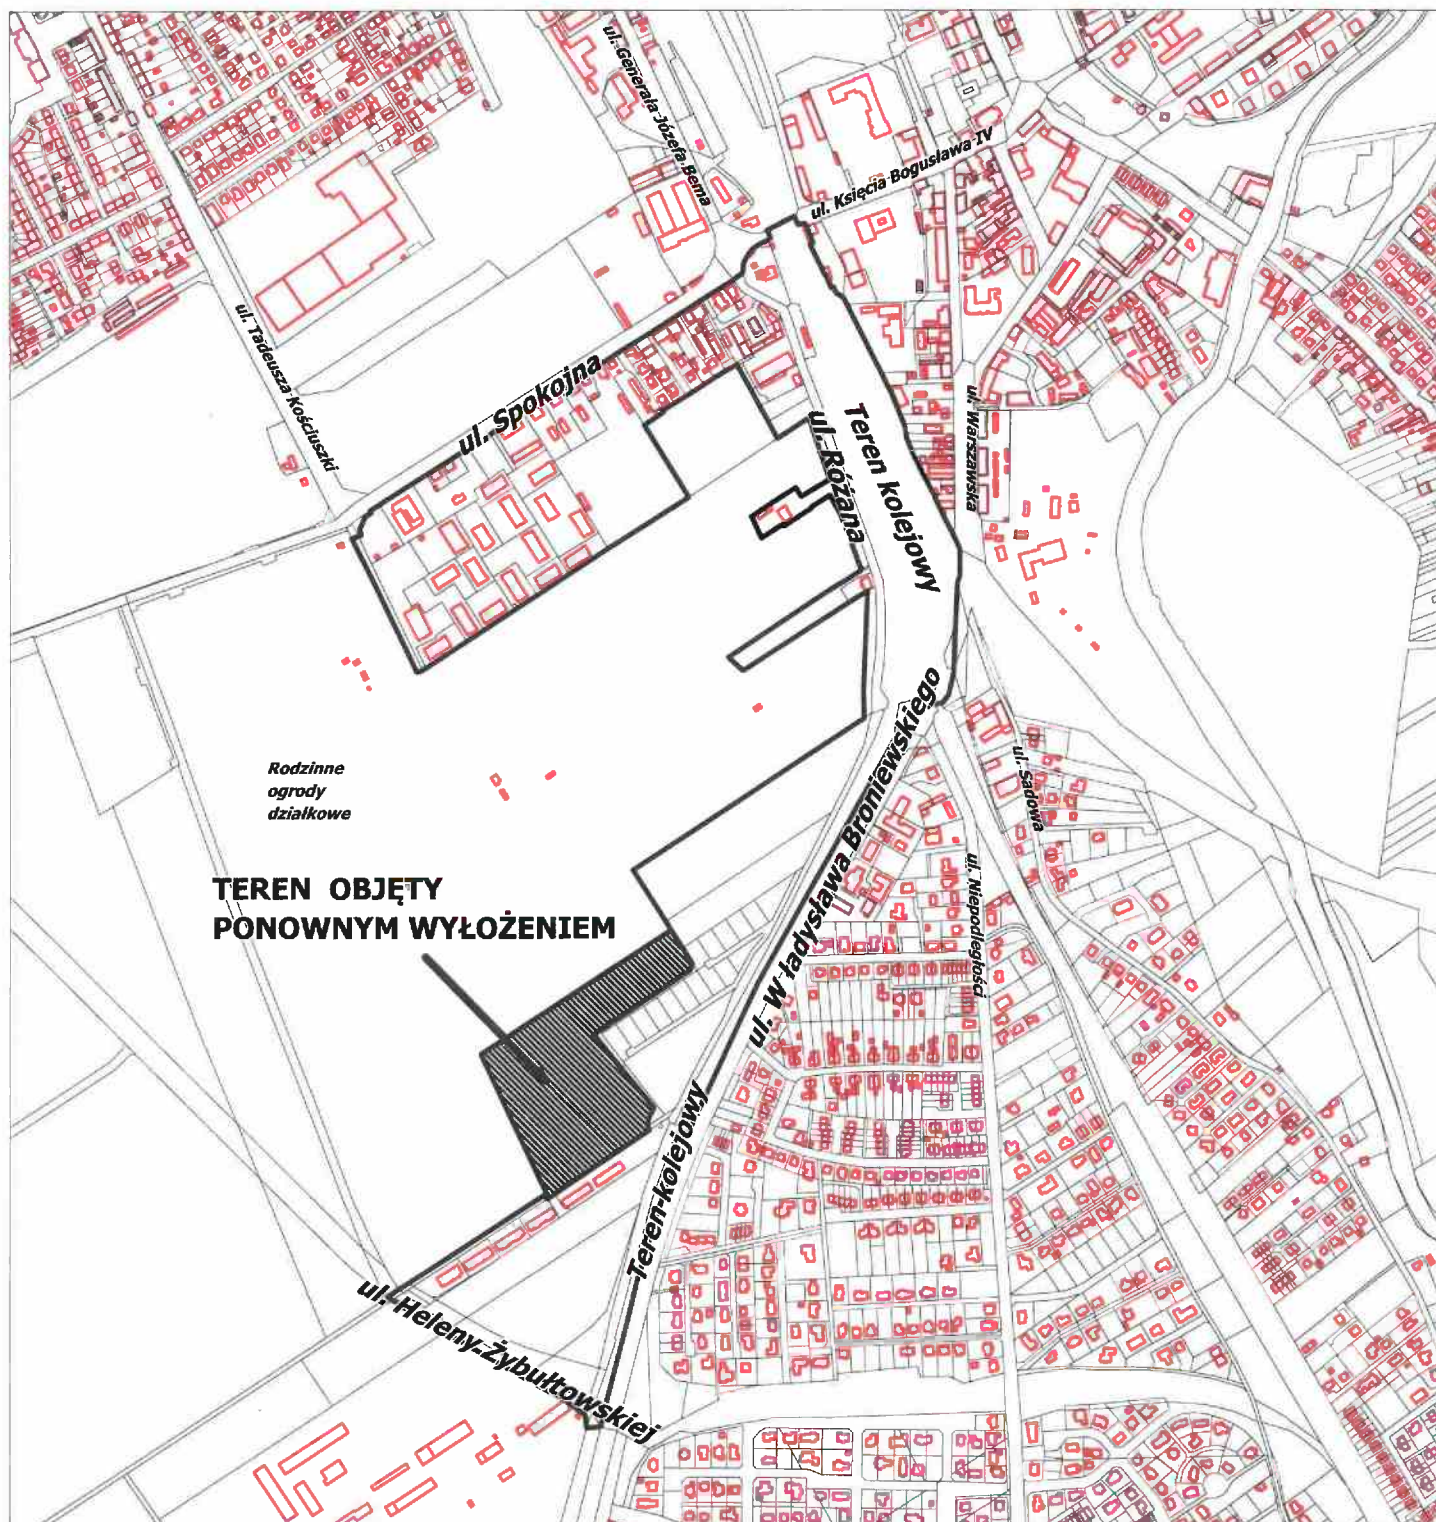 ul. Generała Józefa Bema
ul. Księcia Bogusława IV
ul. Tadeusza Kościuszki
ul. Spokojna
ul. Różana
Teren kolejowy
ul. Warszawska
ul. Władysława Broniewskiego
ul. Sadowa
Rodzinne
ogrody
działkowe
ul. Niepodległości
TEREN OBJĘTY
PONOWNYM WYŁOŻENIEM
Teren kolejowy
ul. Heleny Żybułtowskiej